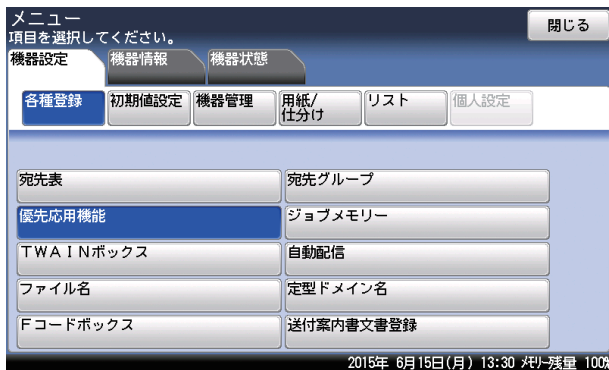 メニュー
項目を選択してください。
閉じる
機器設定
機器情報
機器状態
各種登録
初期値設定
機器管理
用紙/
仕分け
リスト
個人設定
宛先表
宛先グループ
優先応用機能
ジョブメモリー
ＴＷＡＩＮボックス
自動配信
ファイル名
定型ドメイン名
Ｆコードボックス
送付案内書文書登録
2015年 6月15日(月) 13:30 ﾒﾓﾘｰ残量 100%